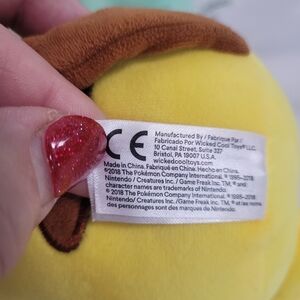 CE
Manufactured By / Fabriqué Par //
Fabricado Por Wicked Cool Toys® LLC.
10 Canal Street, Suite 327
Bristol, PA 19007 U.S.A.
wickedcooltoys.com
Made in China. Fabriqué en Chine. Hecho en China.
©2018 The Pokémon Company International. © 1995-2018
Nintendo / Creatures Inc. / Game Freak Inc. TM, ® and
character names are trademarks of Nintendo.
©2018 The Pokémon Company International. © 1995-2018
Nintendo / Creatures Inc. /Game Freak Inc. TM, ® et noms
des personnages sont des marques de Nintendo.